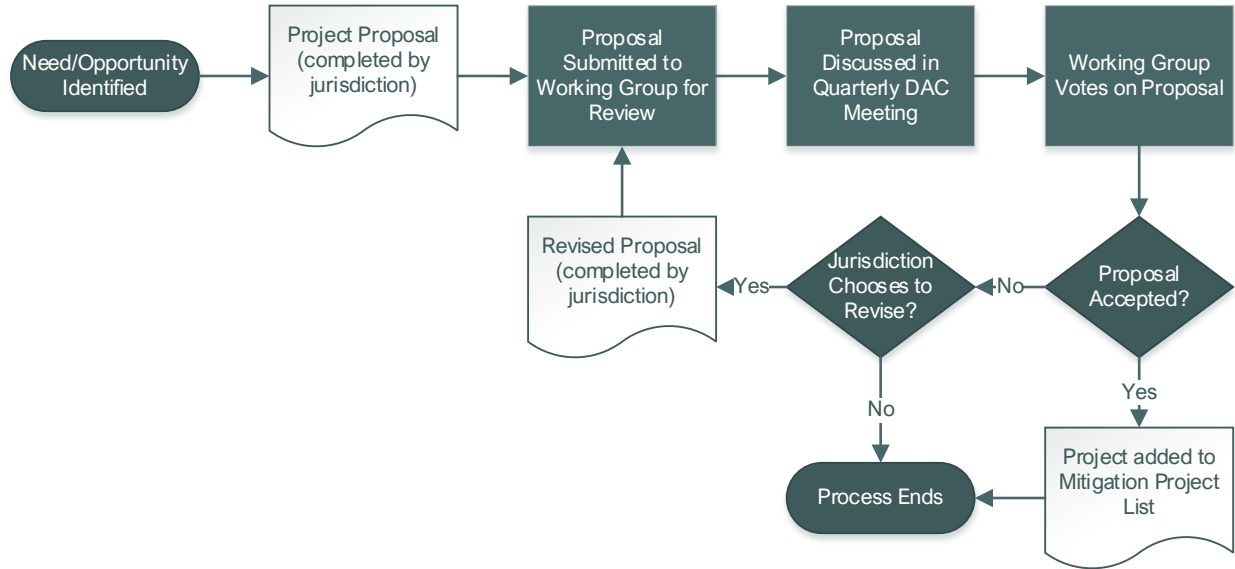 Need/Opportunity
Identified
Project Proposal
(completed by
jurisdiction)
Proposal
Submitted to
Working Group for
Review
Proposal
Discussed in
Quarterly DAC
Meeting
Working Group
Votes on Proposal
Revised Proposal
(completed by
jurisdiction)
Yes
Jurisdiction
Chooses to
Revise?
No
Proposal
Accepted?
No
Yes
Process Ends
Project added to
Mitigation Project
List